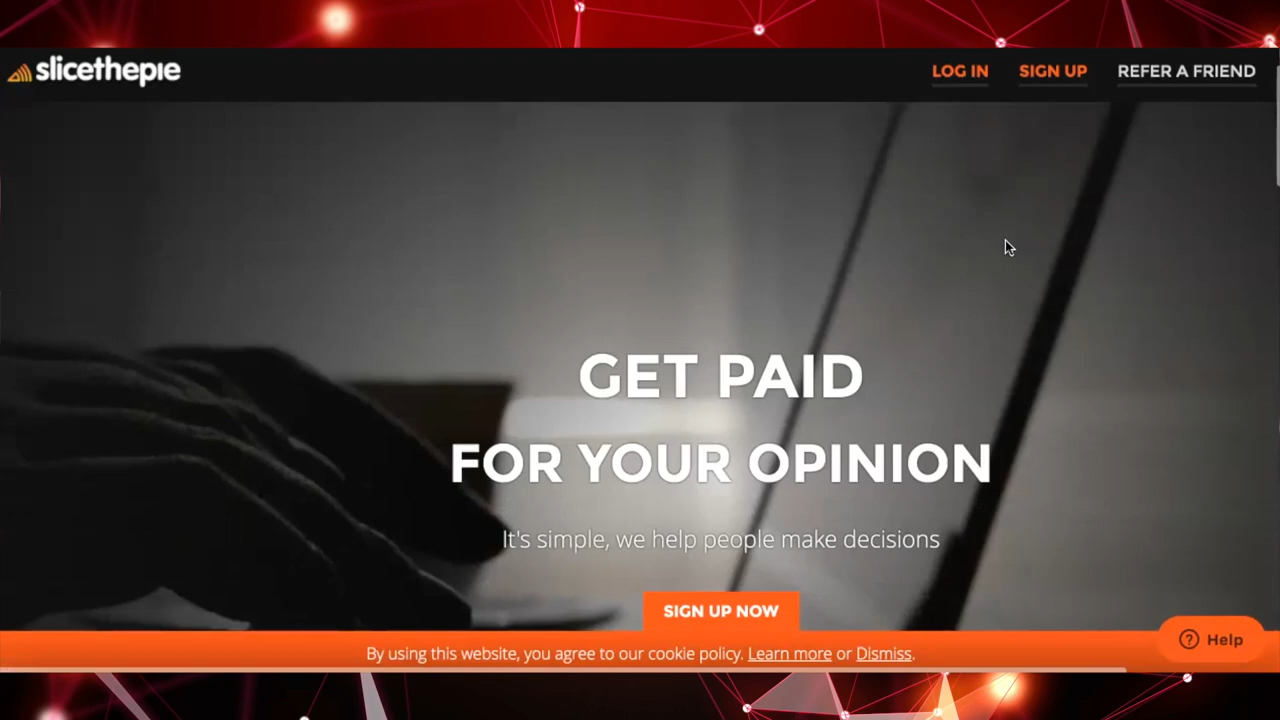 slicethepie
LOG IN
SIGN UP
REFER A FRIEND
GET PAID
FOR YOUR OPINION
It's simple, we help people make decisions
SIGN UP NOW
Help
By using this website, you agree to our cookie policy. Learn more or Dismiss.